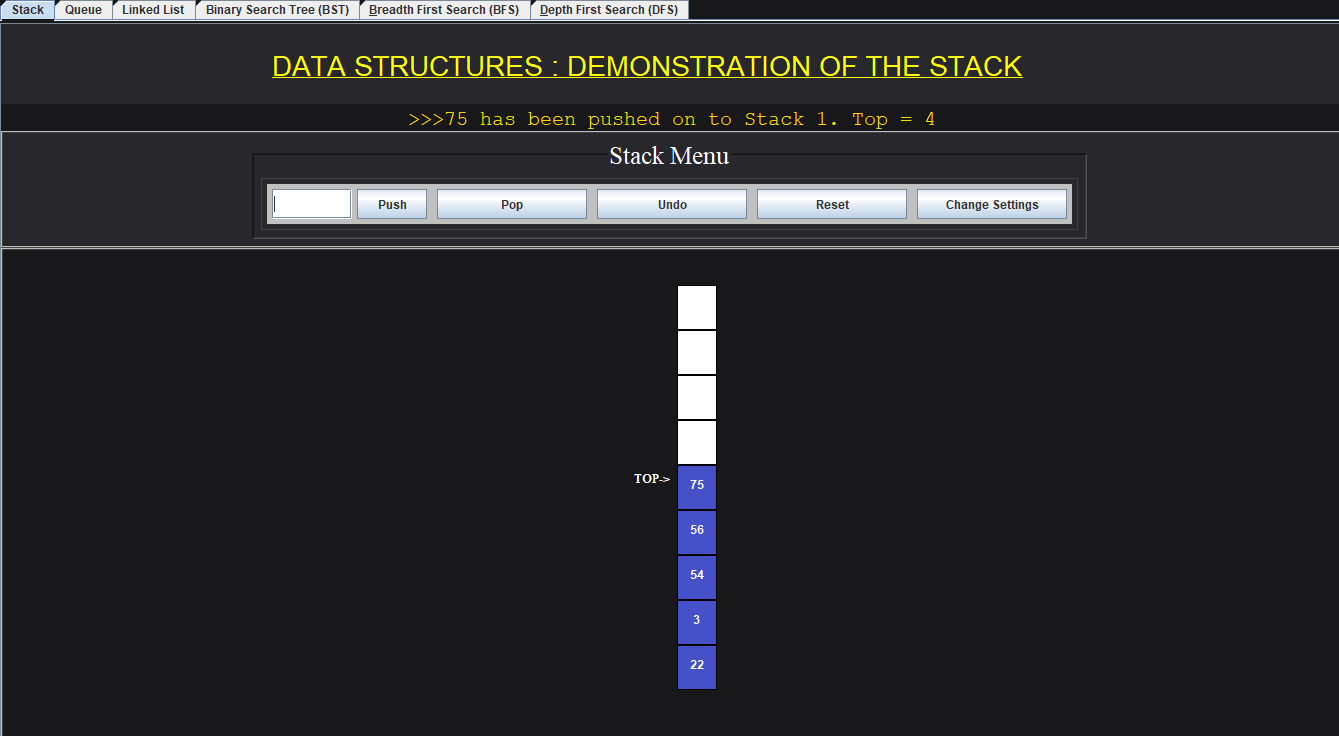 Stack Queue Linked List Binary Search Tree (BST) Breadth First Search (BFS) Depth First Search (DFS)
DATA STRUCTURES : DEMONSTRATION OF THE STACK
>>>75 has been pushed on to Stack 1. Top = 4
Stack Menu
Push Pop Undo Reset Change Settings
TOP-> 75
56
54
3
22